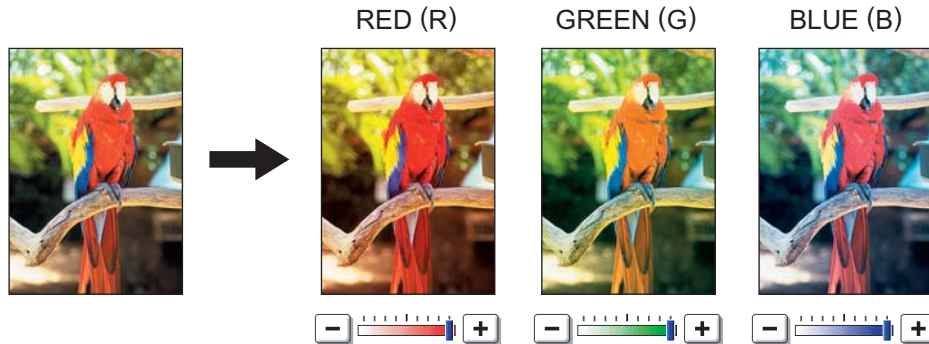 RED (R) GREEN (G) BLUE (B)
− + − + − +